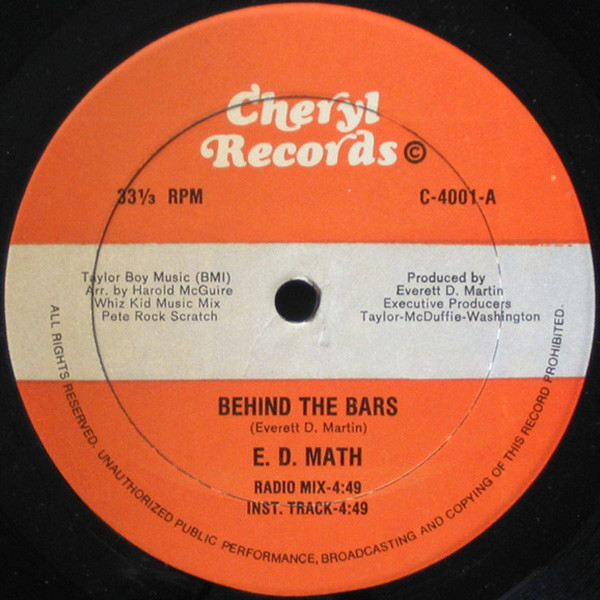 Cheryl
Records ©
33⅓ RPM
C-4001-A
Taylor Boy Music (BMI)
Arr. by Harold McGuire
Whiz Kid Music Mix
Pete Rock Scratch
Produced by
Everett D. Martin
Executive Producers
Taylor-McDuffie-Washington
BEHIND THE BARS
(Everett D. Martin)
E. D. MATH
RADIO MIX-4:49
INST. TRACK-4:49
ALL RIGHTS RESERVED. UNAUTHORIZED PUBLIC PERFORMANCE, BROADCASTING AND COPYING OF THIS RECORD PROHIBITED.